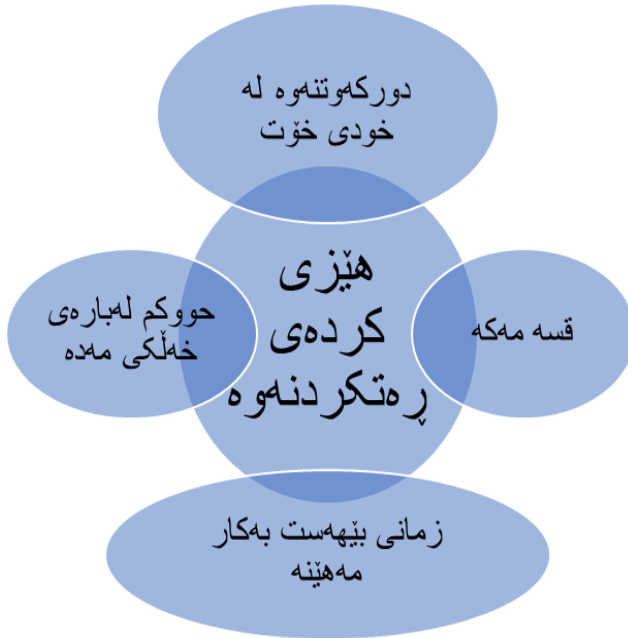 دورکەوتنەوە لە
خودی خۆت
هێزی
کردەی
ڕەتکردنەوە
قسە مەکە
حووکم لەبارەی
خەڵکی مەدە
زمانی بێهەست بەکار
مەهێنە